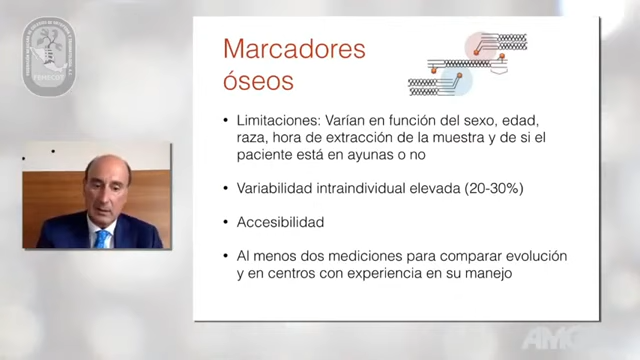 Marcadores
óseos
• Limitaciones: Varían en función del sexo, edad,
raza, hora de extracción de la muestra y de si el
paciente está en ayunas o no
• Variabilidad intraindividual elevada (20-30%)
• Accesibilidad
• Al menos dos mediciones para comparar evolución
y en centros con experiencia en su manejo